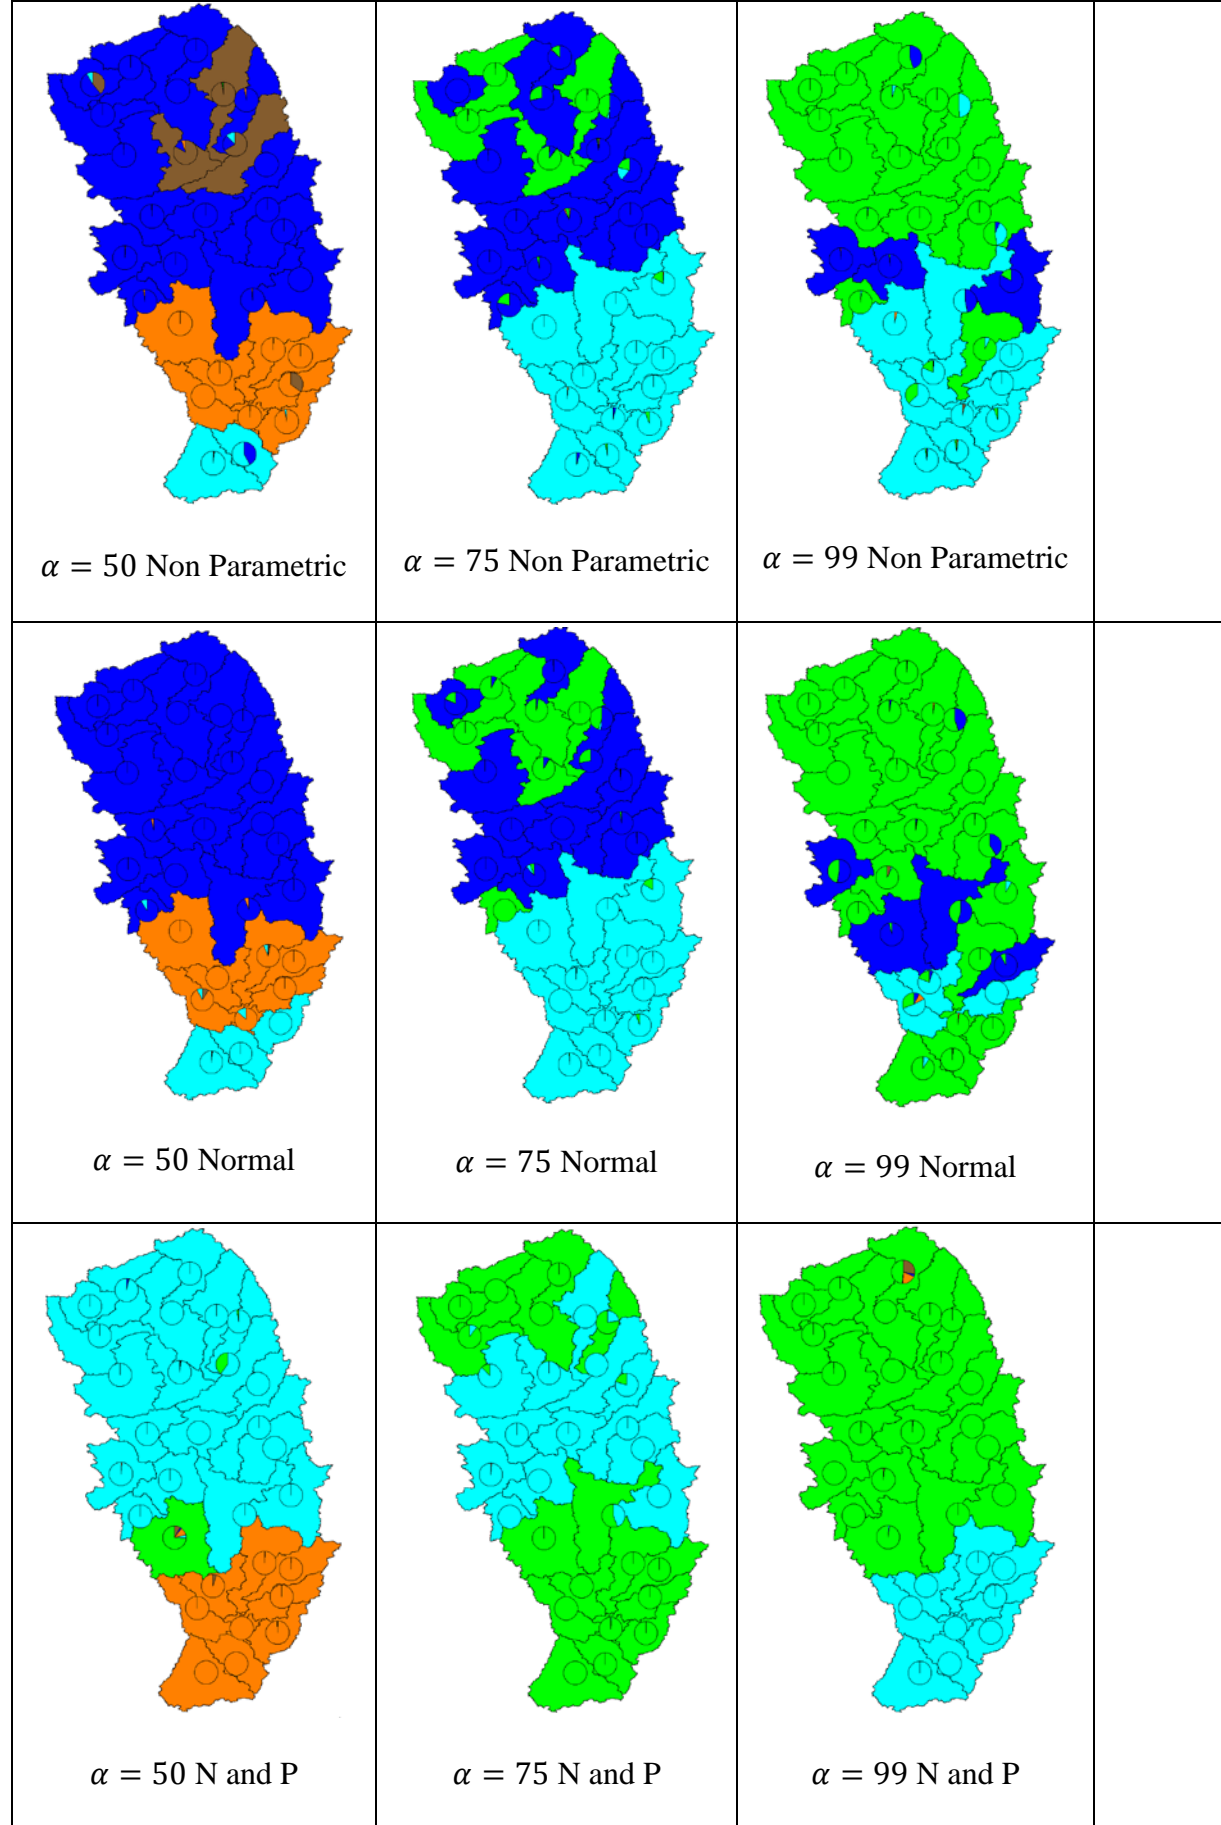 α = 50 Non Parametric
α = 75 Non Parametric
α = 99 Non Parametric
α = 50 Normal
α = 75 Normal
α = 99 Normal
α = 50 N and P
α = 75 N and P
α = 99 N and P